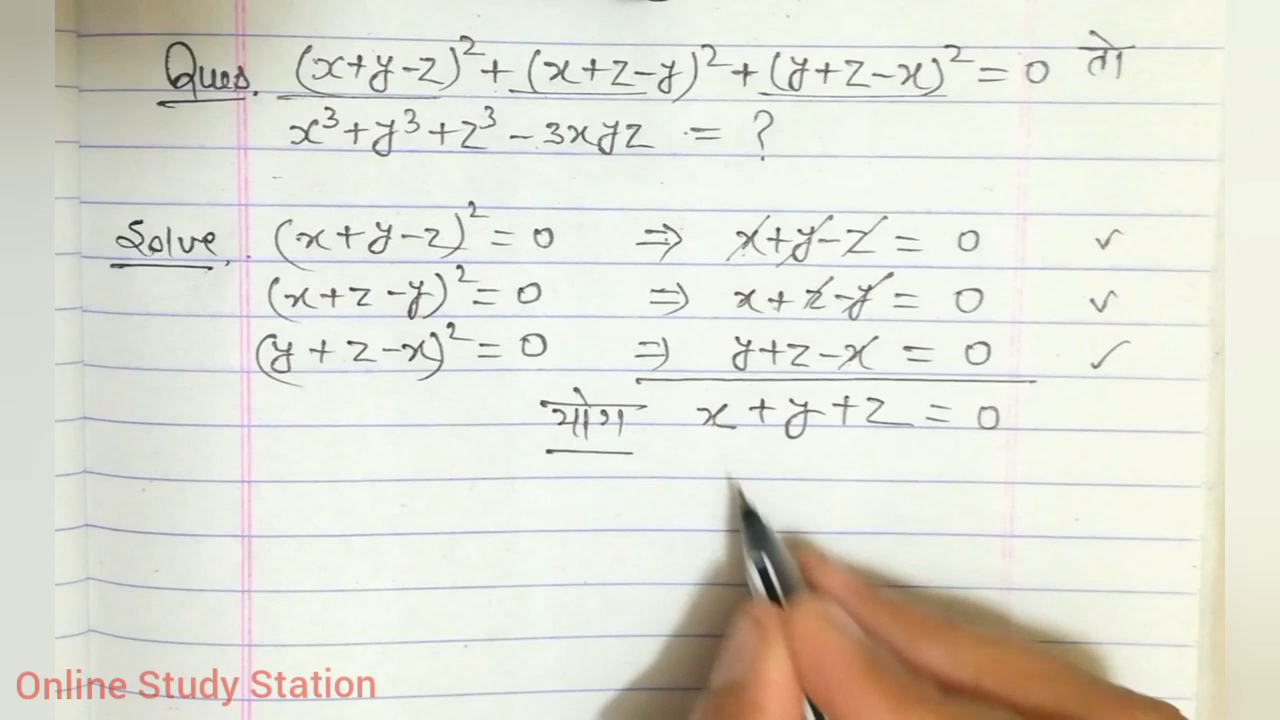 Ques. (x+y-z)²+(x+z-y)²+(y+z-x)²=0 तो
x³+y³+z³-3xyz = ?
Solve, (x+y-z)²=0 ⇒ x+y-z=0 ✓
(x+z-y)²=0 ⇒ x+z-y=0 ✓
(y+z-x)²=0 ⇒ y+z-x=0 ✓
योग x+y+z=0
Online Study Station